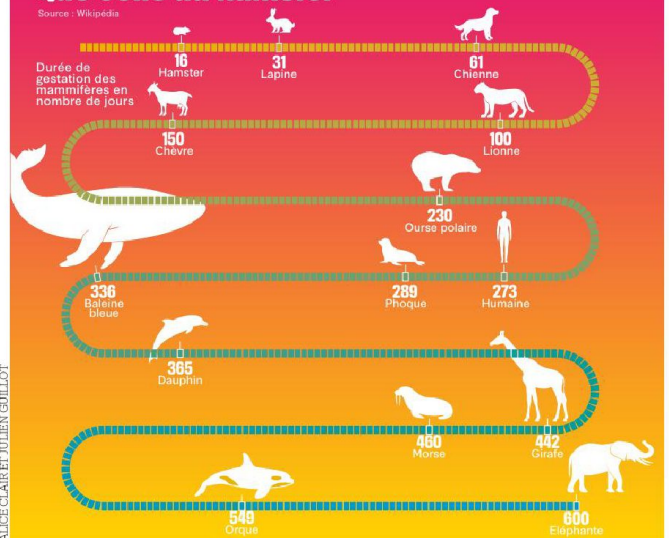 Source : Wikipédia
Durée de
gestation des
mammifères en
nombre de jours
16
Hamster
31
Lapine
61
Chienne
150
Chèvre
100
Lionne
230
Ourse polaire
336
Baleine
bleue
289
Phoque
273
Humaine
365
Dauphin
460
Morse
442
Girafe
549
Orque
600
Eléphante
ALICE CLAIR ET JULIEN GUILLOT